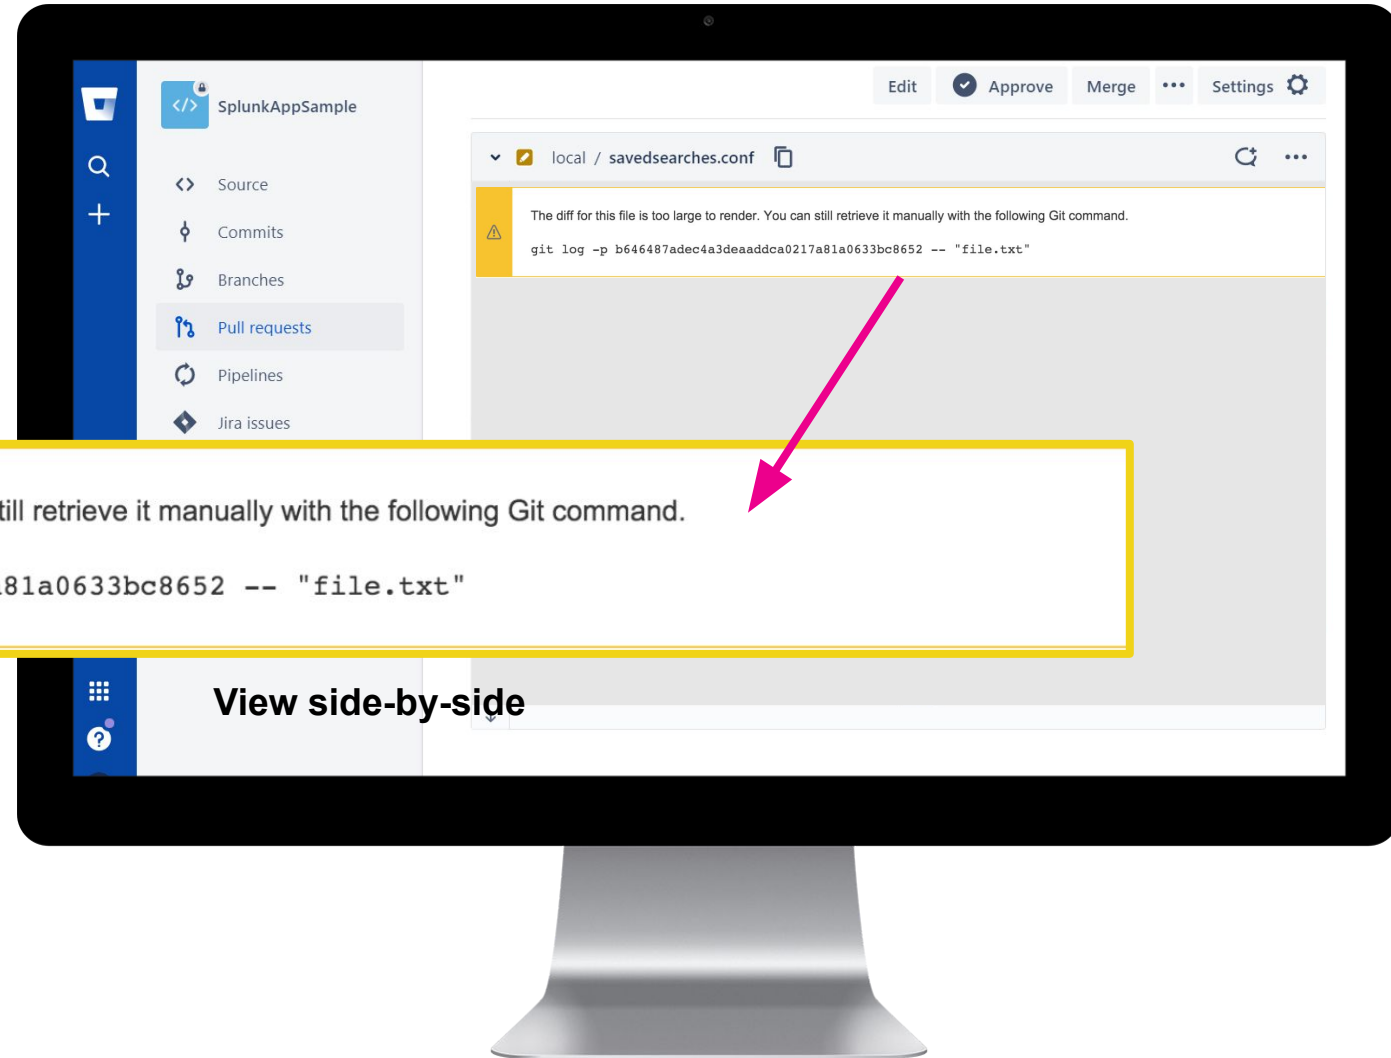 Edit
Approve
Merge
Settings
SplunkAppSample
local / savedsearches.conf
Source
The diff for this file is too large to render. You can still retrieve it manually with the following Git command.
Commits
git log -p b646487adec4a3deaaddca0217a81a0633bc8652 -- "file.txt"
Branches
Pull requests
Pipelines
Jira issues
till retrieve it manually with the following Git command.
81a0633bc8652 -- "file.txt"
View side-by-side